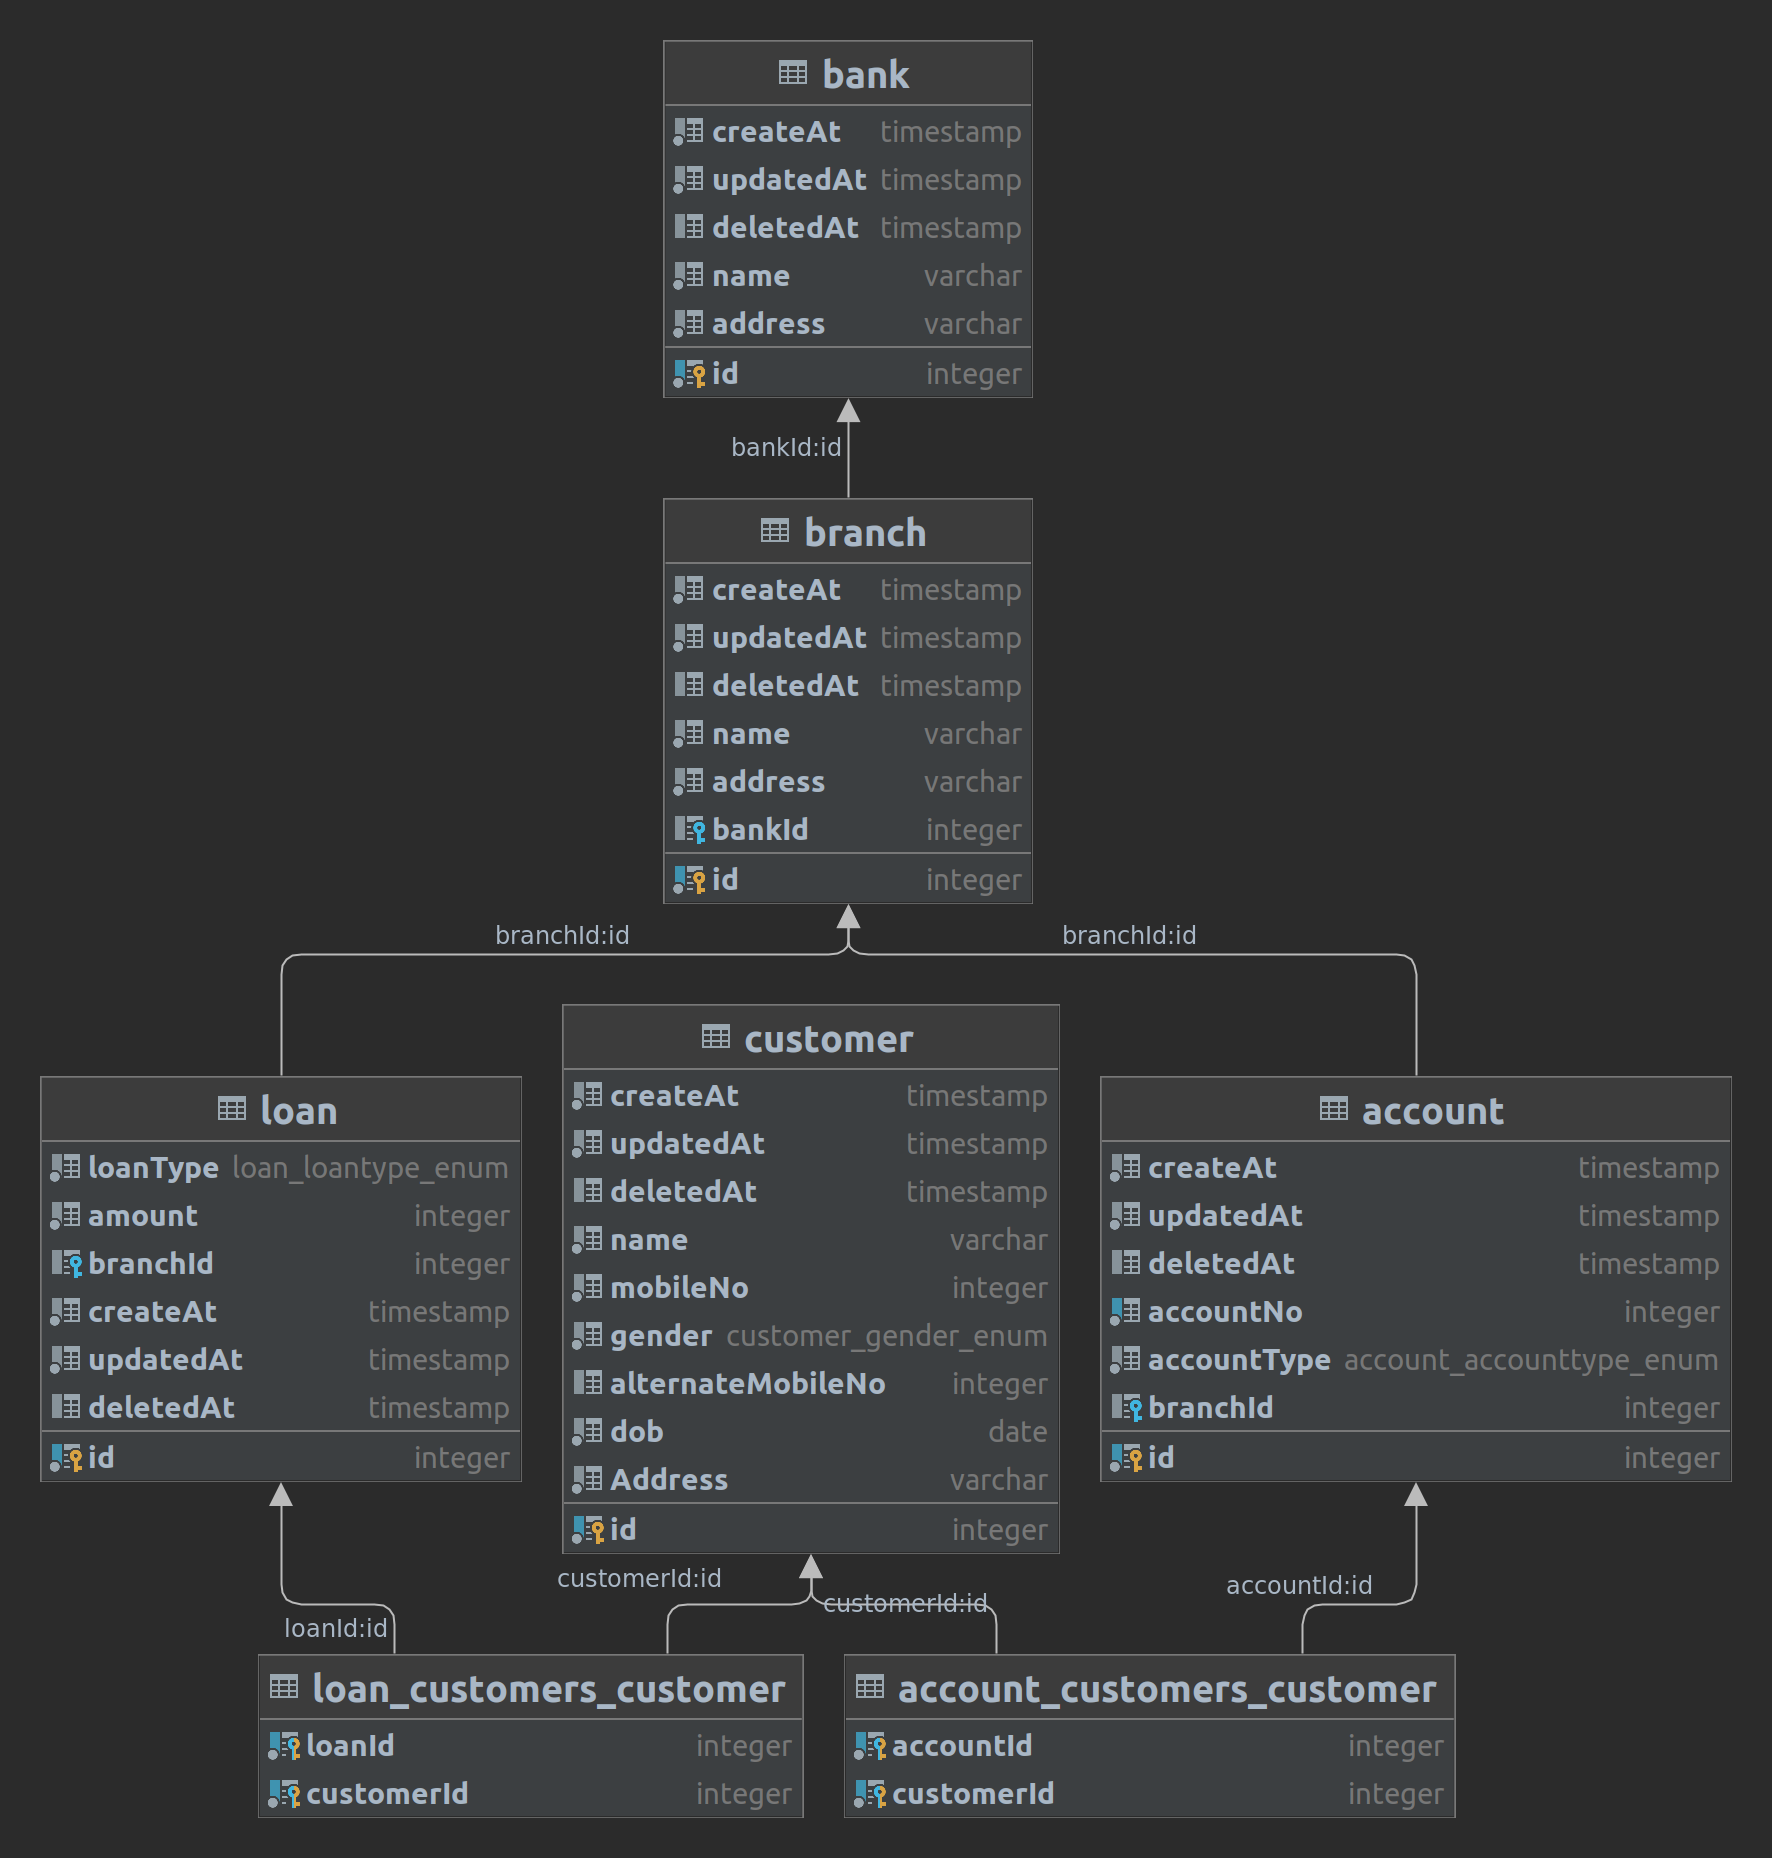 bank
createAt timestamp
updatedAt timestamp
deletedAt timestamp
name varchar
address varchar
id integer
bankId:id
branch
createAt timestamp
updatedAt timestamp
deletedAt timestamp
name varchar
address varchar
bankId integer
id integer
branchId:id
branchId:id
loan
loanType loan_loantype_enum
amount integer
branchId integer
createAt timestamp
updatedAt timestamp
deletedAt timestamp
id integer
customer
createAt timestamp
updatedAt timestamp
deletedAt timestamp
name varchar
mobileNo integer
gender customer_gender_enum
alternateMobileNo integer
dob date
Address varchar
id integer
account
createAt timestamp
updatedAt timestamp
deletedAt timestamp
accountNo integer
accountType account_accounttype_enum
branchId integer
id integer
loanId:id
customerId:id
customerId:id
accountId:id
loan_customers_customer
loanId integer
customerId integer
account_customers_customer
accountId integer
customerId integer